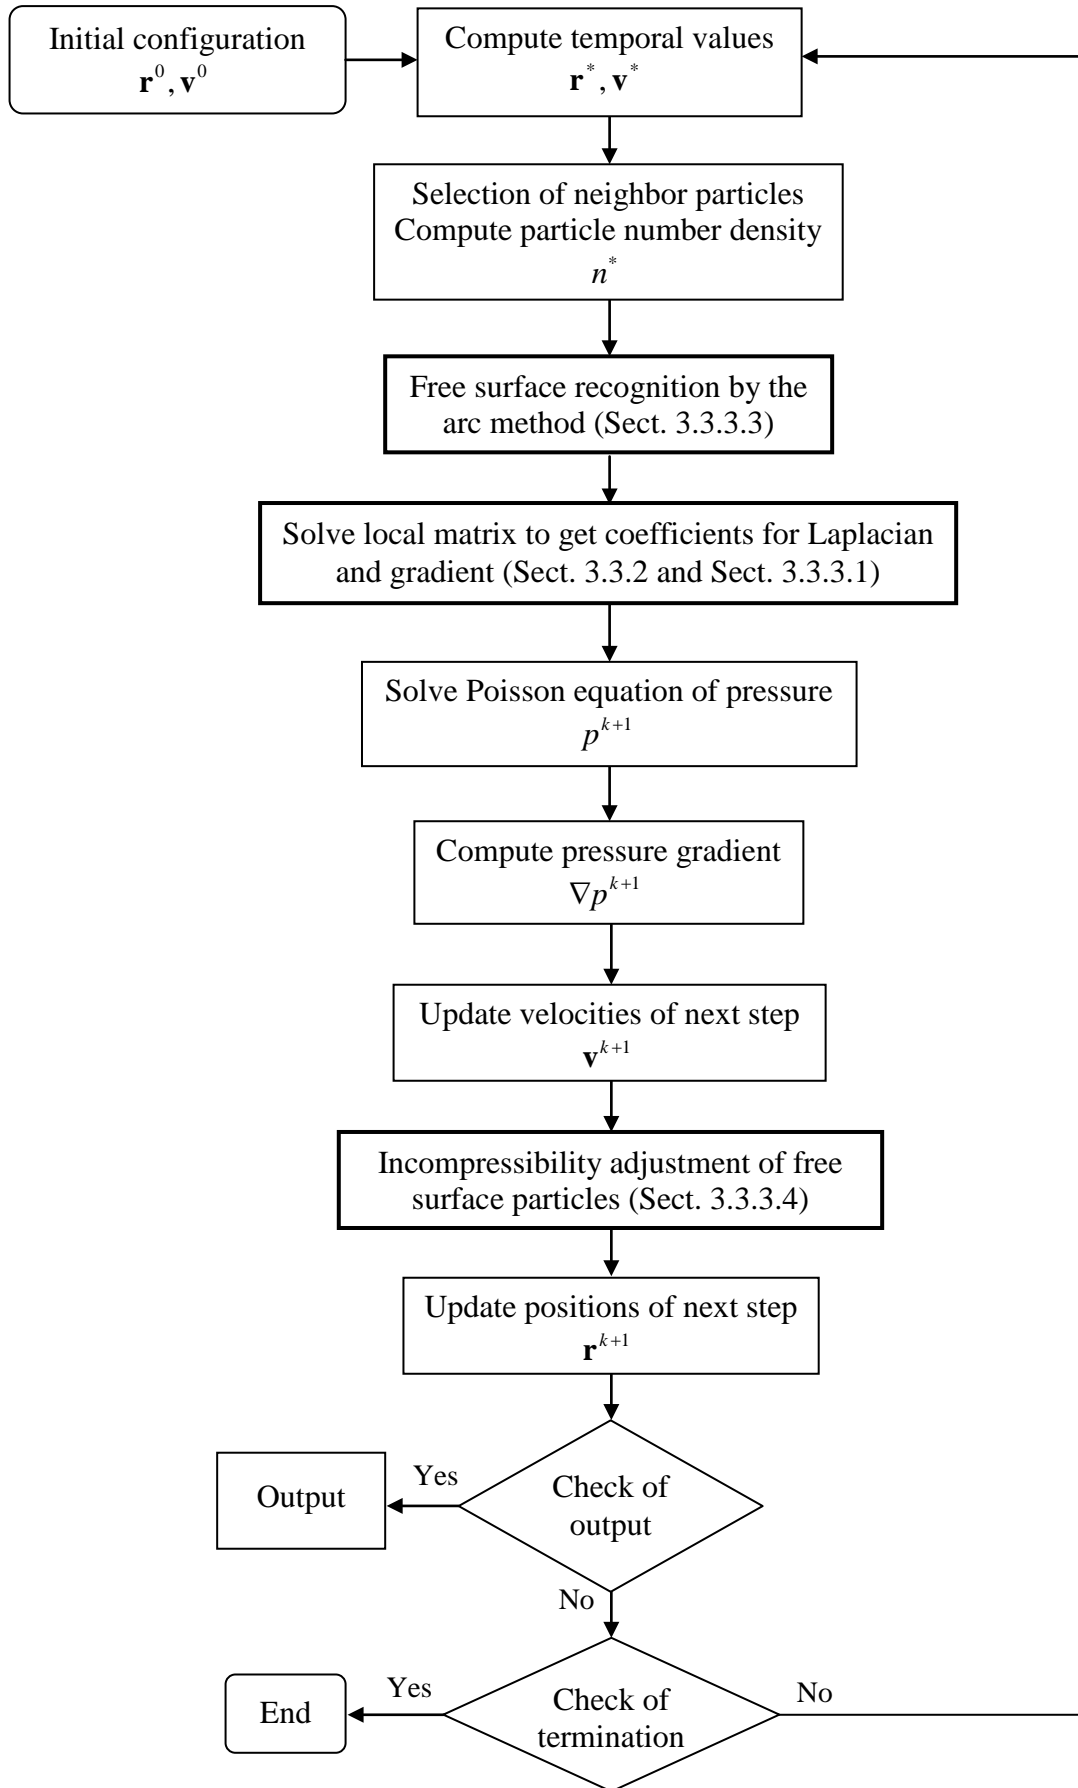 Initial configuration
r^0, v^0
Compute temporal values
r^*, v^*
Selection of neighbor particles
Compute particle number density
n^*
Free surface recognition by the
arc method (Sect. 3.3.3.3)
Solve local matrix to get coefficients for Laplacian
and gradient (Sect. 3.3.2 and Sect. 3.3.3.1)
Solve Poisson equation of pressure
p^{k+1}
Compute pressure gradient
∇p^{k+1}
Update velocities of next step
v^{k+1}
Incompressibility adjustment of free
surface particles (Sect. 3.3.3.4)
Update positions of next step
r^{k+1}
Check of
output
Yes
Output
No
Check of
termination
Yes
End
No